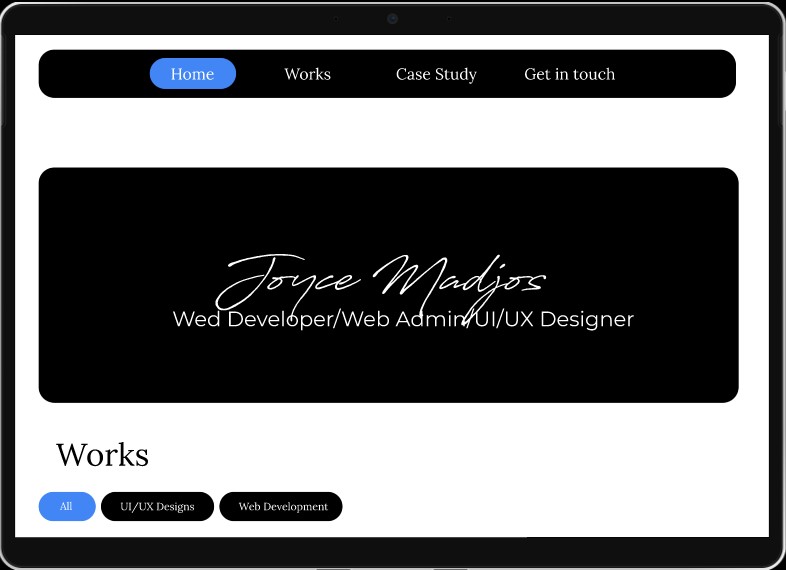 Home Works Case Study Get in touch
Joyce Madjos
Wed Developer/Web Admin/UI/UX Designer
Works
All UI/UX Designs Web Development